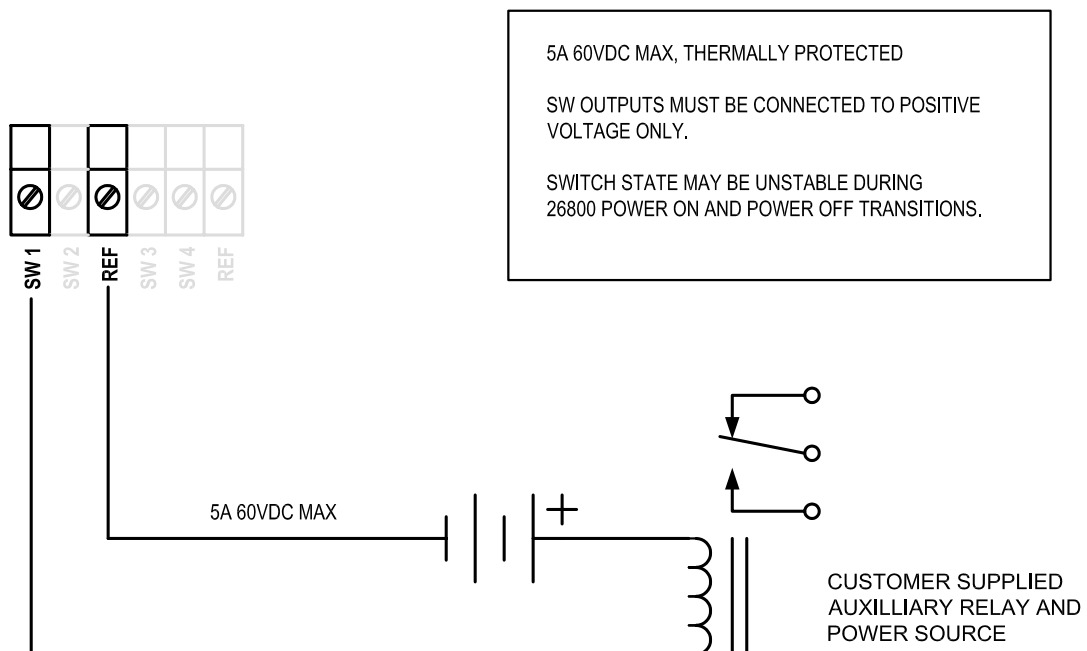 5A 60VDC MAX, THERMALLY PROTECTED
SW OUTPUTS MUST BE CONNECTED TO POSITIVE
VOLTAGE ONLY.
SWITCH STATE MAY BE UNSTABLE DURING
26800 POWER ON AND POWER OFF TRANSITIONS.
SW 1
SW 2
REF
SW 3
SW 4
REF
5A 60VDC MAX
+
CUSTOMER SUPPLIED
AUXILLIARY RELAY AND
POWER SOURCE